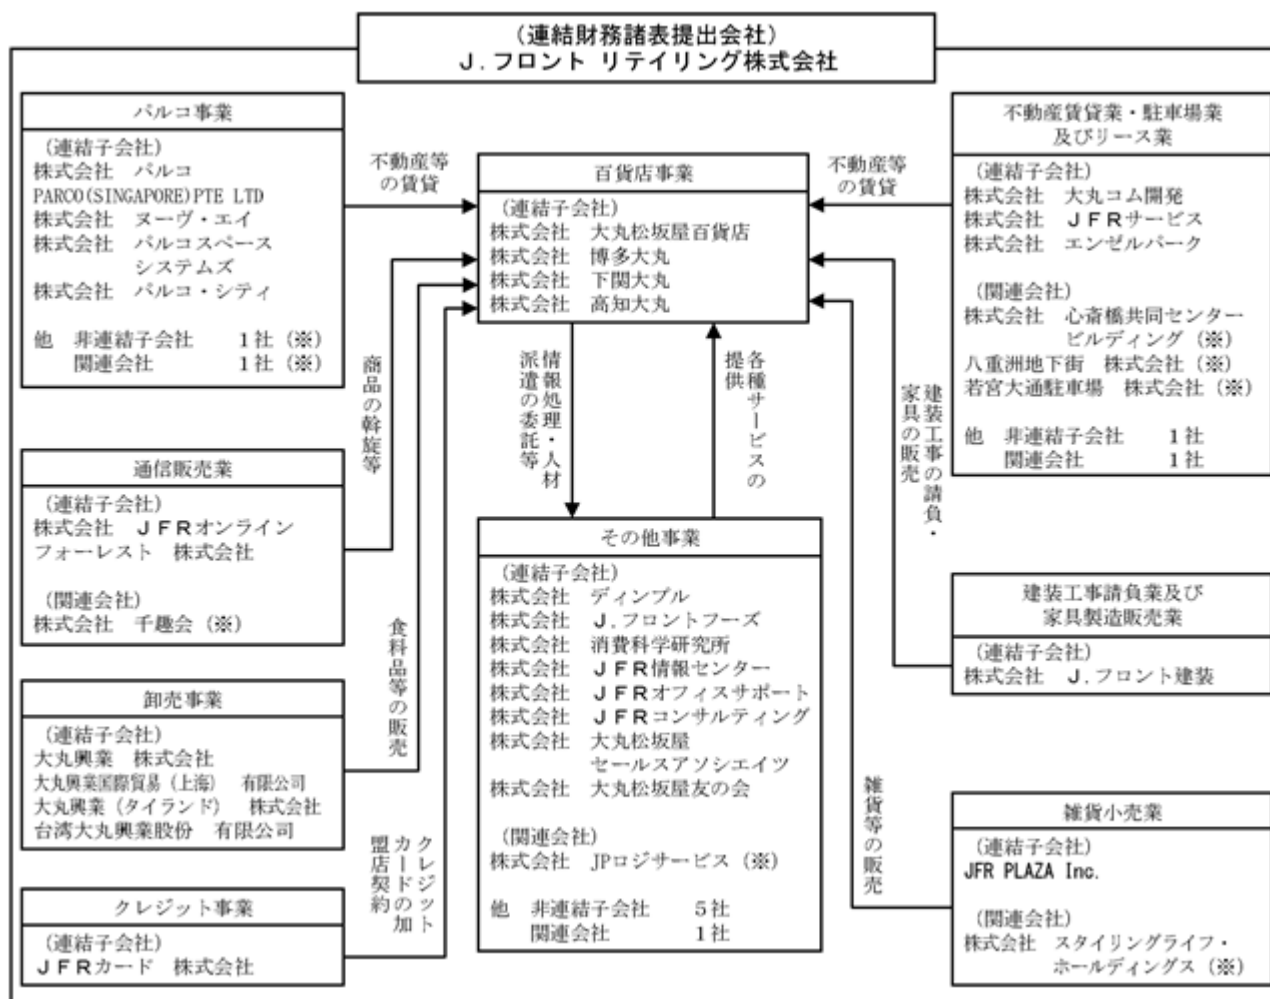 (連結財務諸表提出会社)
J.フロント リテイリング株式会社
パルコ事業
(連結子会社)
株式会社 パルコ
PARCO(SINGAPORE)PTE LTD
株式会社 ヌーヴ・エイ
株式会社 パルコスペース
システムズ
株式会社 パルコ・シティ
他 非連結子会社 1社(※)
関連会社 1社(※)
通信販売業
(連結子会社)
株式会社 JFRオンライン
フォーレスト 株式会社
(関連会社)
株式会社 千趣会(※)
卸売事業
(連結子会社)
大丸興業 株式会社
大丸興業国際貿易(上海) 有限公司
大丸興業(タイランド) 株式会社
台湾大丸興業股份 有限公司
クレジット事業
(連結子会社)
JFRカード 株式会社
不動産等
の賃貸
商品の斡旋等
食料品等の販売
クレジット
カードの加
盟店契約
百貨店事業
(連結子会社)
株式会社 大丸松坂屋百貨店
株式会社 博多大丸
株式会社 下関大丸
株式会社 高知大丸
情報処理・人材
派遣の委託等
各種サービスの
提供
その他事業
(連結子会社)
株式会社 ディンプル
株式会社 J.フロントフーズ
株式会社 消費科学研究所
株式会社 JFR情報センター
株式会社 JFRオフィスサポート
株式会社 JFRコンサルティング
株式会社 大丸松坂屋
セールスアソシエイツ
株式会社 大丸松坂屋友の会
(関連会社)
株式会社 JPロジサービス(※)
他 非連結子会社 5社
関連会社 1社
不動産等
の賃貸
建装工事の請負・
家具の販売
雑貨等の販売
不動産賃貸業・駐車場業
及びリース業
(連結子会社)
株式会社 大丸コム開発
株式会社 JFRサービス
株式会社 エンゼルパーク
(関連会社)
株式会社 心斎橋共同センター
ビルディング(※)
八重洲地下街 株式会社(※)
若宮大通駐車場 株式会社(※)
他 非連結子会社 1社
関連会社 1社
建装工事請負業及び
家具製造販売業
(連結子会社)
株式会社 J.フロント建装
雑貨小売業
(連結子会社)
JFR PLAZA Inc.
(関連会社)
株式会社 スタイリングライフ・
ホールディングス(※)